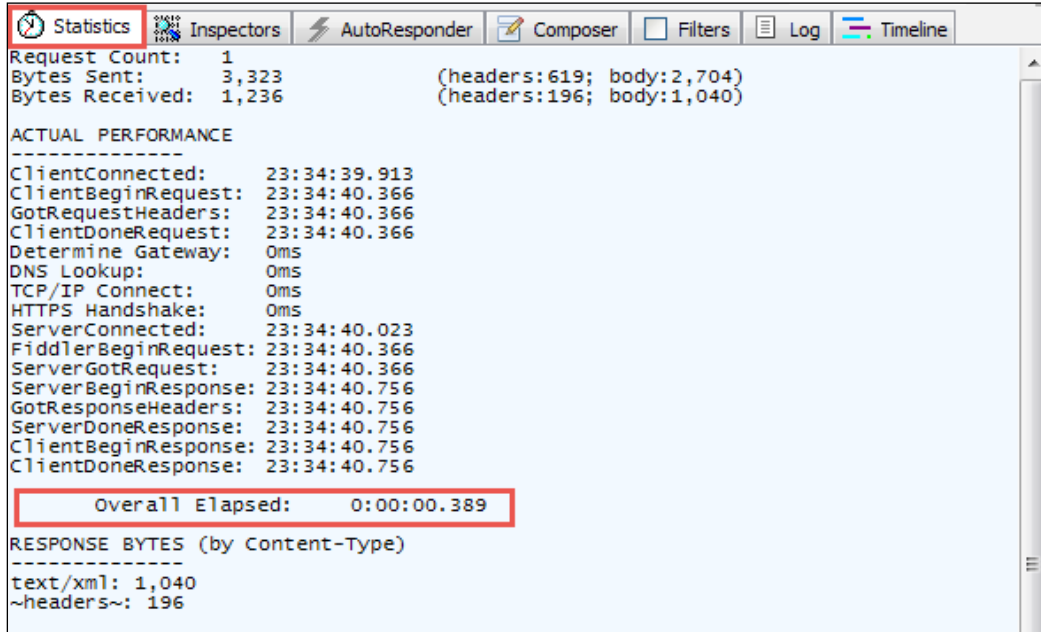 Statistics Inspectors AutoResponder Composer Filters Log Timeline
Request Count: 1
Bytes Sent: 3,323 (headers:619; body:2,704)
Bytes Received: 1,236 (headers:196; body:1,040)
ACTUAL PERFORMANCE
--------------
ClientConnected: 23:34:39.913
ClientBeginRequest: 23:34:40.366
GotRequestHeaders: 23:34:40.366
ClientDoneRequest: 23:34:40.366
Determine Gateway: 0ms
DNS Lookup: 0ms
TCP/IP Connect: 0ms
HTTPS Handshake: 0ms
ServerConnected: 23:34:40.023
FiddlerBeginRequest: 23:34:40.366
ServerGotRequest: 23:34:40.366
ServerBeginResponse: 23:34:40.756
GotResponseHeaders: 23:34:40.756
ServerDoneResponse: 23:34:40.756
ClientBeginResponse: 23:34:40.756
ClientDoneResponse: 23:34:40.756
Overall Elapsed: 0:00:00.389
RESPONSE BYTES (by Content-Type)
--------------
text/xml: 1,040
~headers~: 196